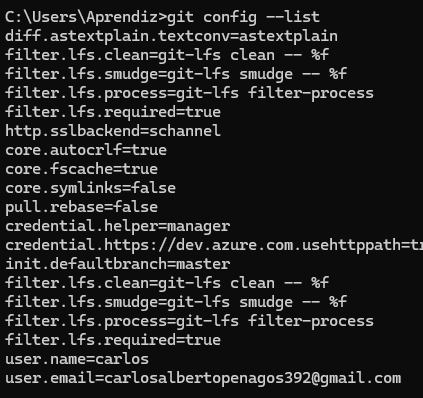 C:\Users\Aprendiz>git config --list
diff.astextplain.textconv=astextplain
filter.lfs.clean=git-lfs clean -- %f
filter.lfs.smudge=git-lfs smudge -- %f
filter.lfs.process=git-lfs filter-process
filter.lfs.required=true
http.sslbackend=schannel
core.autocrlf=true
core.fscache=true
core.symlinks=false
pull.rebase=false
credential.helper=manager
credential.https://dev.azure.com.usehttppath=t
init.defaultbranch=master
filter.lfs.clean=git-lfs clean -- %f
filter.lfs.smudge=git-lfs smudge -- %f
filter.lfs.process=git-lfs filter-process
filter.lfs.required=true
user.name=carlos
user.email=carlosalbertopenagos392@gmail.com